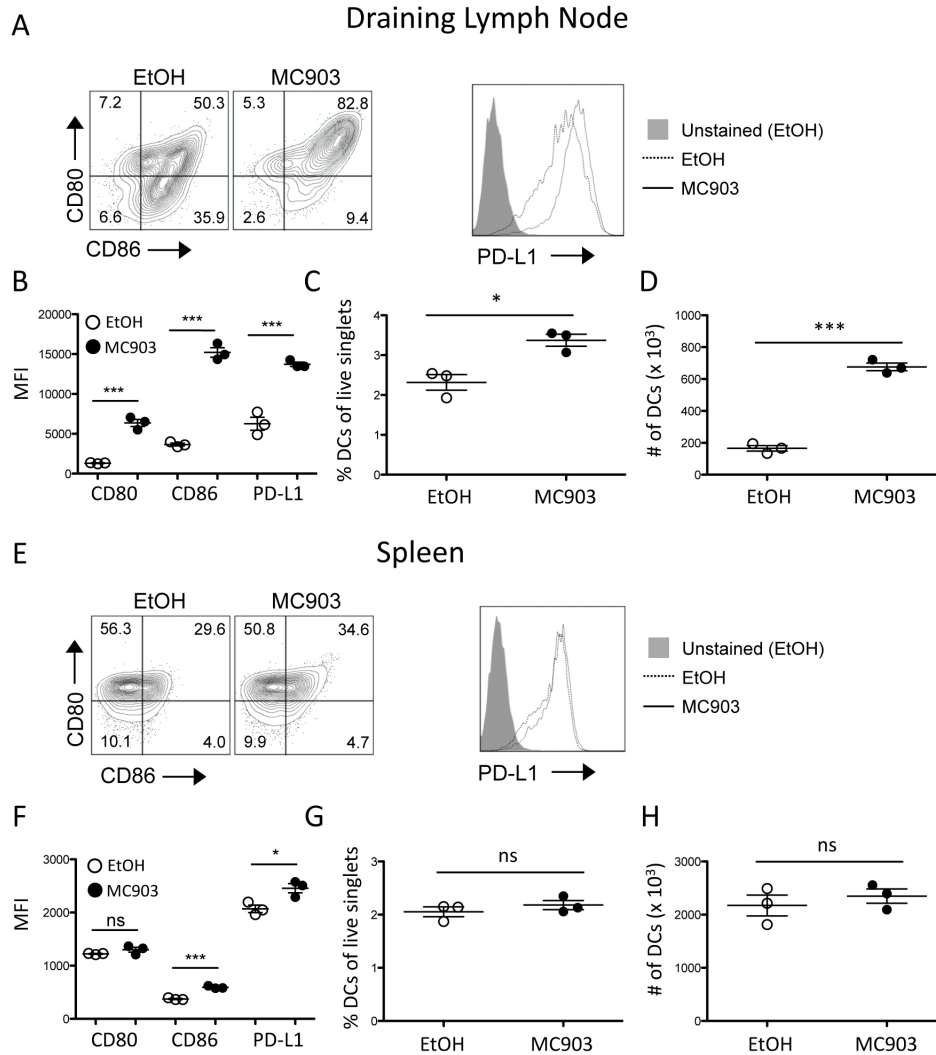 A
Draining Lymph Node
EtOH
MC903
7.2
50.3
5.3
82.8
6.6
35.9
2.6
9.4
CD80
CD86
PD-L1
Unstained (EtOH)
EtOH
MC903
B
EtOH
MC903
MFI
20000
15000
10000
5000
0
***
***
***
CD80
CD86
PD-L1
C
% DCs of live singlets
4
3
2
1
0
*
EtOH
MC903
D
# of DCs (x 10³)
1000
800
600
400
200
0
***
EtOH
MC903
E
Spleen
EtOH
MC903
56.3
29.6
50.8
34.6
10.1
4.0
9.9
4.7
CD80
CD86
PD-L1
Unstained (EtOH)
EtOH
MC903
F
EtOH
MC903
MFI
3000
2000
1000
0
ns
***
*
CD80
CD86
PD-L1
G
% DCs of live singlets
3
2
1
0
ns
EtOH
MC903
H
# of DCs (x 10³)
3000
2000
1000
0
ns
EtOH
MC903